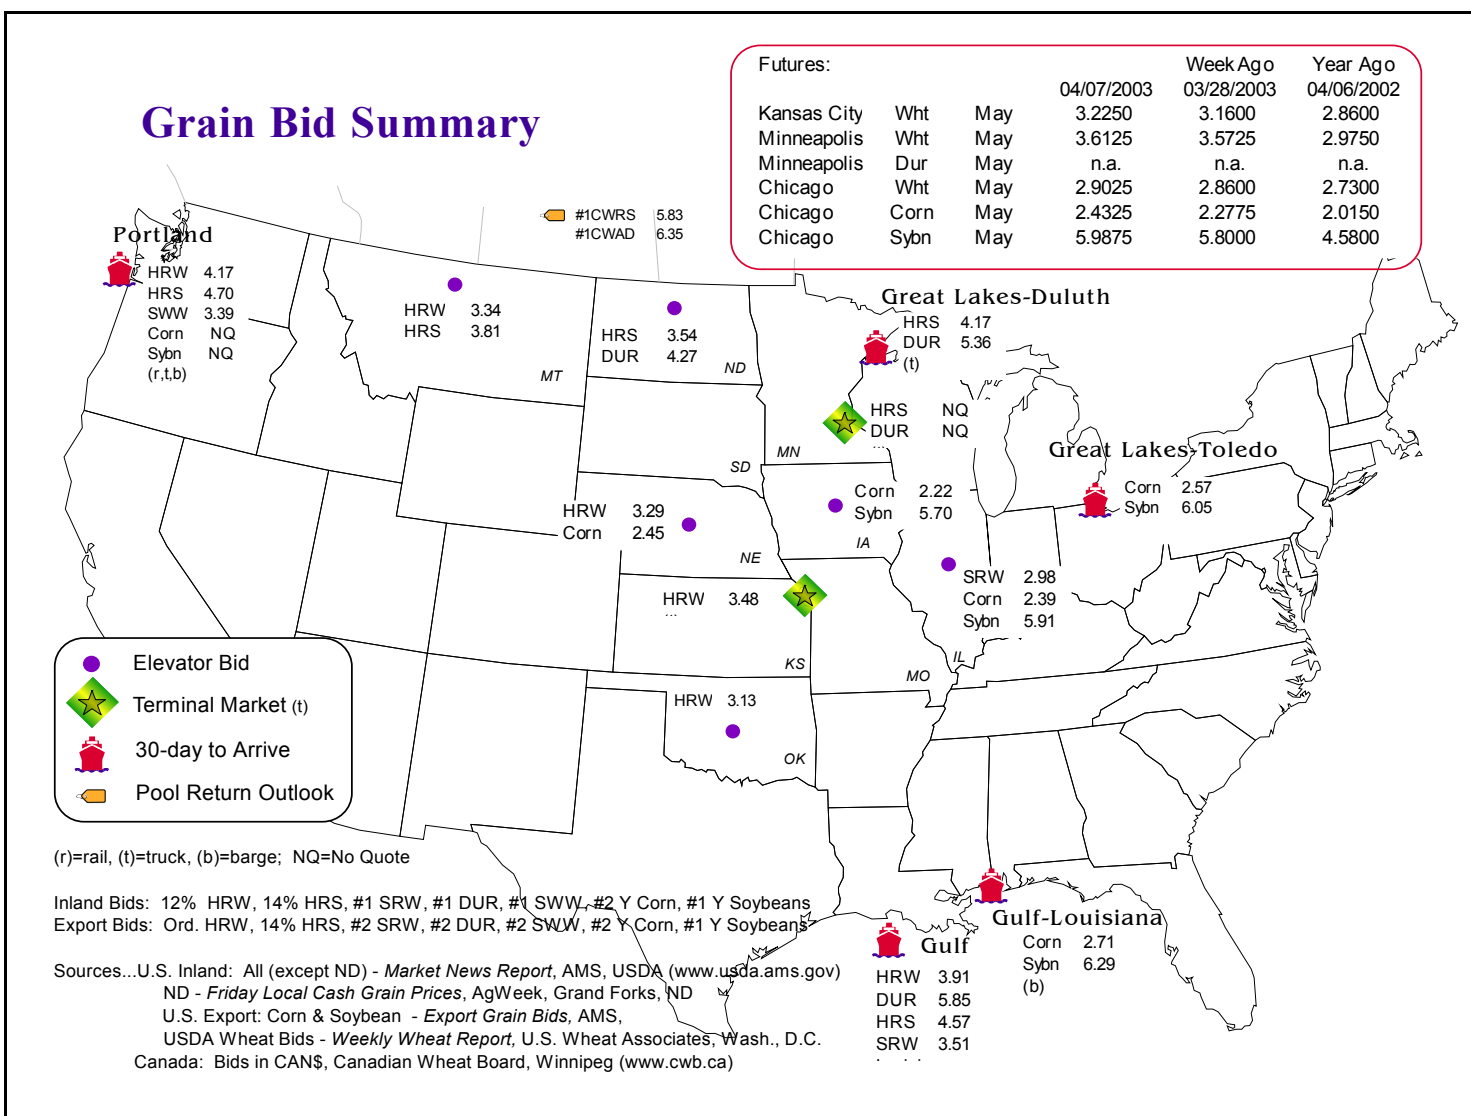 Grain Bid Summary
Futures: Week Ago Year Ago
04/07/2003 03/28/2003 04/06/2002
Kansas City Wht May 3.2250 3.1600 2.8600
Minneapolis Wht May 3.6125 3.5725 2.9750
Minneapolis Dur May n.a. n.a. n.a.
Chicago Wht May 2.9025 2.8600 2.7300
Chicago Corn May 2.4325 2.2775 2.0150
Chicago Sybn May 5.9875 5.8000 4.5800
#1CWRS 5.83
#1CWAD 6.35
Portland
HRW 4.17
HRS 4.70
SWW 3.39
Corn NQ
Sybn NQ
(r,t,b)
HRW 3.34
HRS 3.81
MT
HRS 3.54
DUR 4.27
ND
Great Lakes-Duluth
HRS 4.17
DUR 5.36
(t)
HRS NQ
DUR NQ
MN
SD
Great Lakes-Toledo
Corn 2.57
Sybn 6.05
Corn 2.22
Sybn 5.70
IA
HRW 3.29
Corn 2.45
NE
SRW 2.98
Corn 2.39
Sybn 5.91
IL
HRW 3.48
KS
MO
HRW 3.13
OK
Elevator Bid
Terminal Market (t)
30-day to Arrive
Pool Return Outlook
(r)=rail, (t)=truck, (b)=barge; NQ=No Quote
Inland Bids: 12% HRW, 14% HRS, #1 SRW, #1 DUR, #1 SWW, #2 Y Corn, #1 Y Soybeans
Export Bids: Ord. HRW, 14% HRS, #2 SRW, #2 DUR, #2 SWW, #2 Y Corn, #1 Y Soybeans
Gulf-Louisiana
Corn 2.71
Sybn 6.29
(b)
Gulf
HRW 3.91
DUR 5.85
HRS 4.57
SRW 3.51
Sources...U.S. Inland: All (except ND) - Market News Report, AMS, USDA (www.usda.ams.gov)
ND - Friday Local Cash Grain Prices, AgWeek, Grand Forks, ND
U.S. Export: Corn & Soybean - Export Grain Bids, AMS,
USDA Wheat Bids - Weekly Wheat Report, U.S. Wheat Associates, Wash., D.C.
Canada: Bids in CAN$, Canadian Wheat Board, Winnipeg (www.cwb.ca)